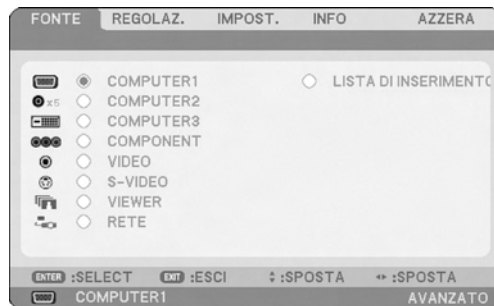 FONTE REGOLAZ. IMPOST. INFO AZZERA
COMPUTER1 LISTA DI INSERIMENTO
x5 COMPUTER2
COMPUTER3
COMPONENT
VIDEO
S-VIDEO
VIEWER
RETE
ENTER :SELECT EXIT :ESCI :SPOSTA :SPOSTA
COMPUTER1 AVANZATO